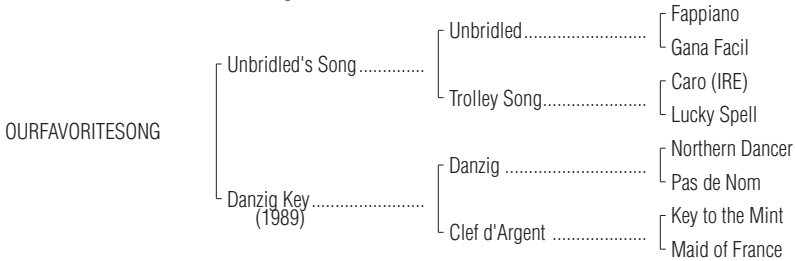 Fappiano
Unbridled..............................
Gana Facil
Unbridled's Song..............
Caro (IRE)
Trolley Song.........................
Lucky Spell
OURFAVORITESONG
Northern Dancer
Danzig ..................................
Pas de Nom
Danzig Key........................
(1989)
Key to the Mint
Clef d'Argent ......................
Maid of France